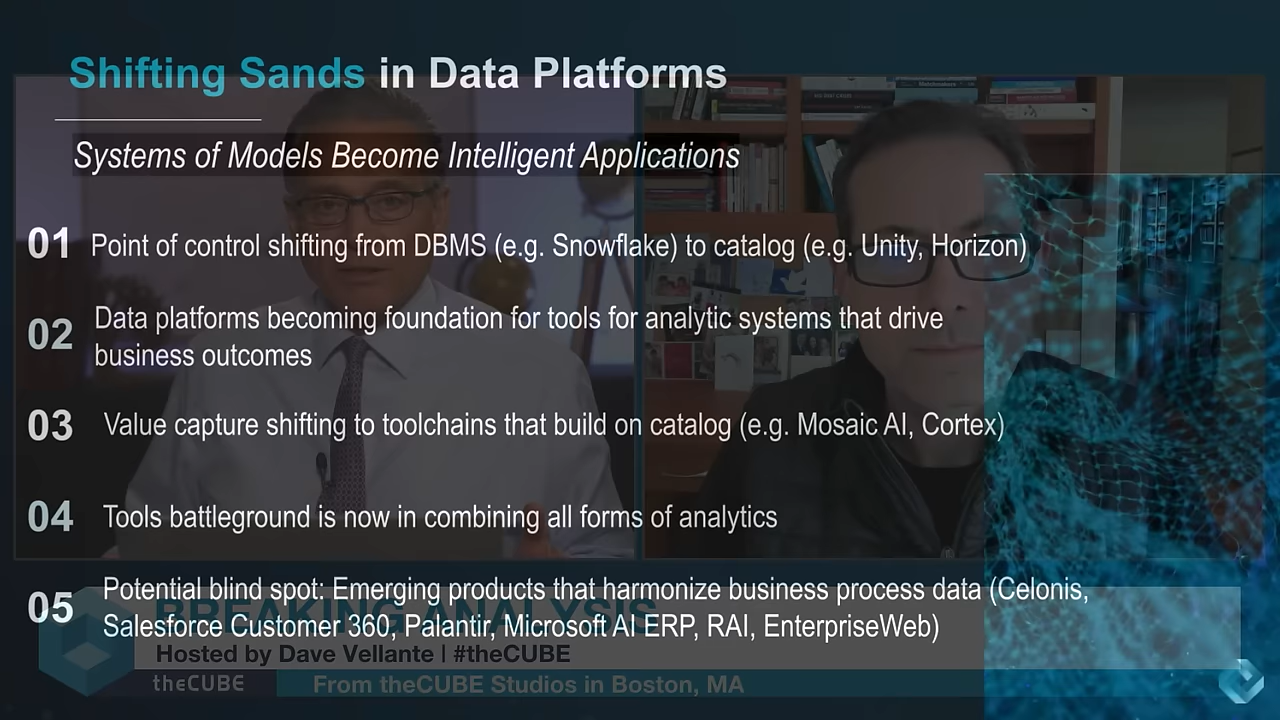 Shifting Sands in Data Platforms
Systems of Models Become Intelligent Applications
01 Point of control shifting from DBMS (e.g. Snowflake) to catalog (e.g. Unity, Horizon)
02 Data platforms becoming foundation for tools for analytic systems that drive
business outcomes
03 Value capture shifting to toolchains that build on catalog (e.g. Mosaic AI, Cortex)
04 Tools battleground is now in combining all forms of analytics
05 Potential blind spot: Emerging products that harmonize business process data (Celonis,
Salesforce Customer 360, Palantir, Microsoft AI ERP, RAI, EnterpriseWeb)
BREAKING ANALYSIS
Hosted by Dave Vellante | #theCUBE
theCUBE From theCUBE Studios in Boston, MA